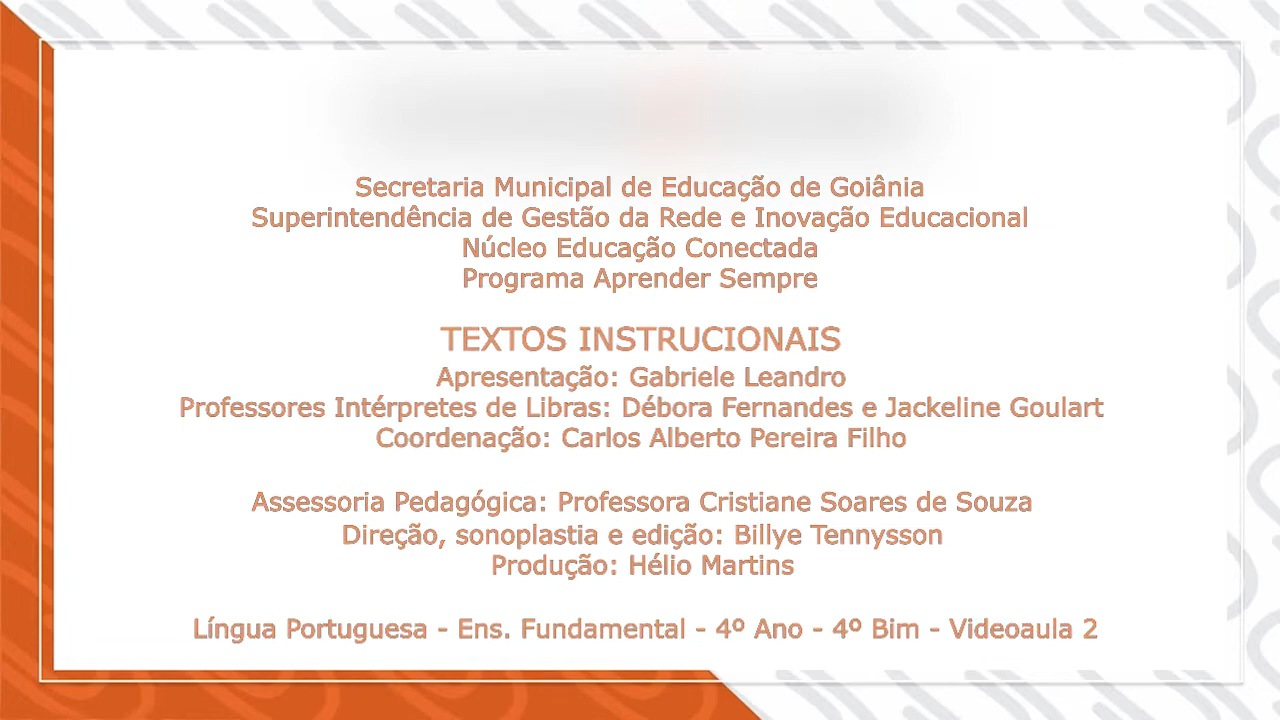 Secretaria Municipal de Educação de Goiânia
Superintendência de Gestão da Rede e Inovação Educacional
Núcleo Educação Conectada
Programa Aprender Sempre
TEXTOS INSTRUCIONAIS
Apresentação: Gabriele Leandro
Professores Intérpretes de Libras: Débora Fernandes e Jackeline Goulart
Coordenação: Carlos Alberto Pereira Filho
Assessoria Pedagógica: Professora Cristiane Soares de Souza
Direção, sonoplastia e edição: Billye Tennysson
Produção: Hélio Martins
Língua Portuguesa - Ens. Fundamental - 4º Ano - 4º Bim - Videoaula 2